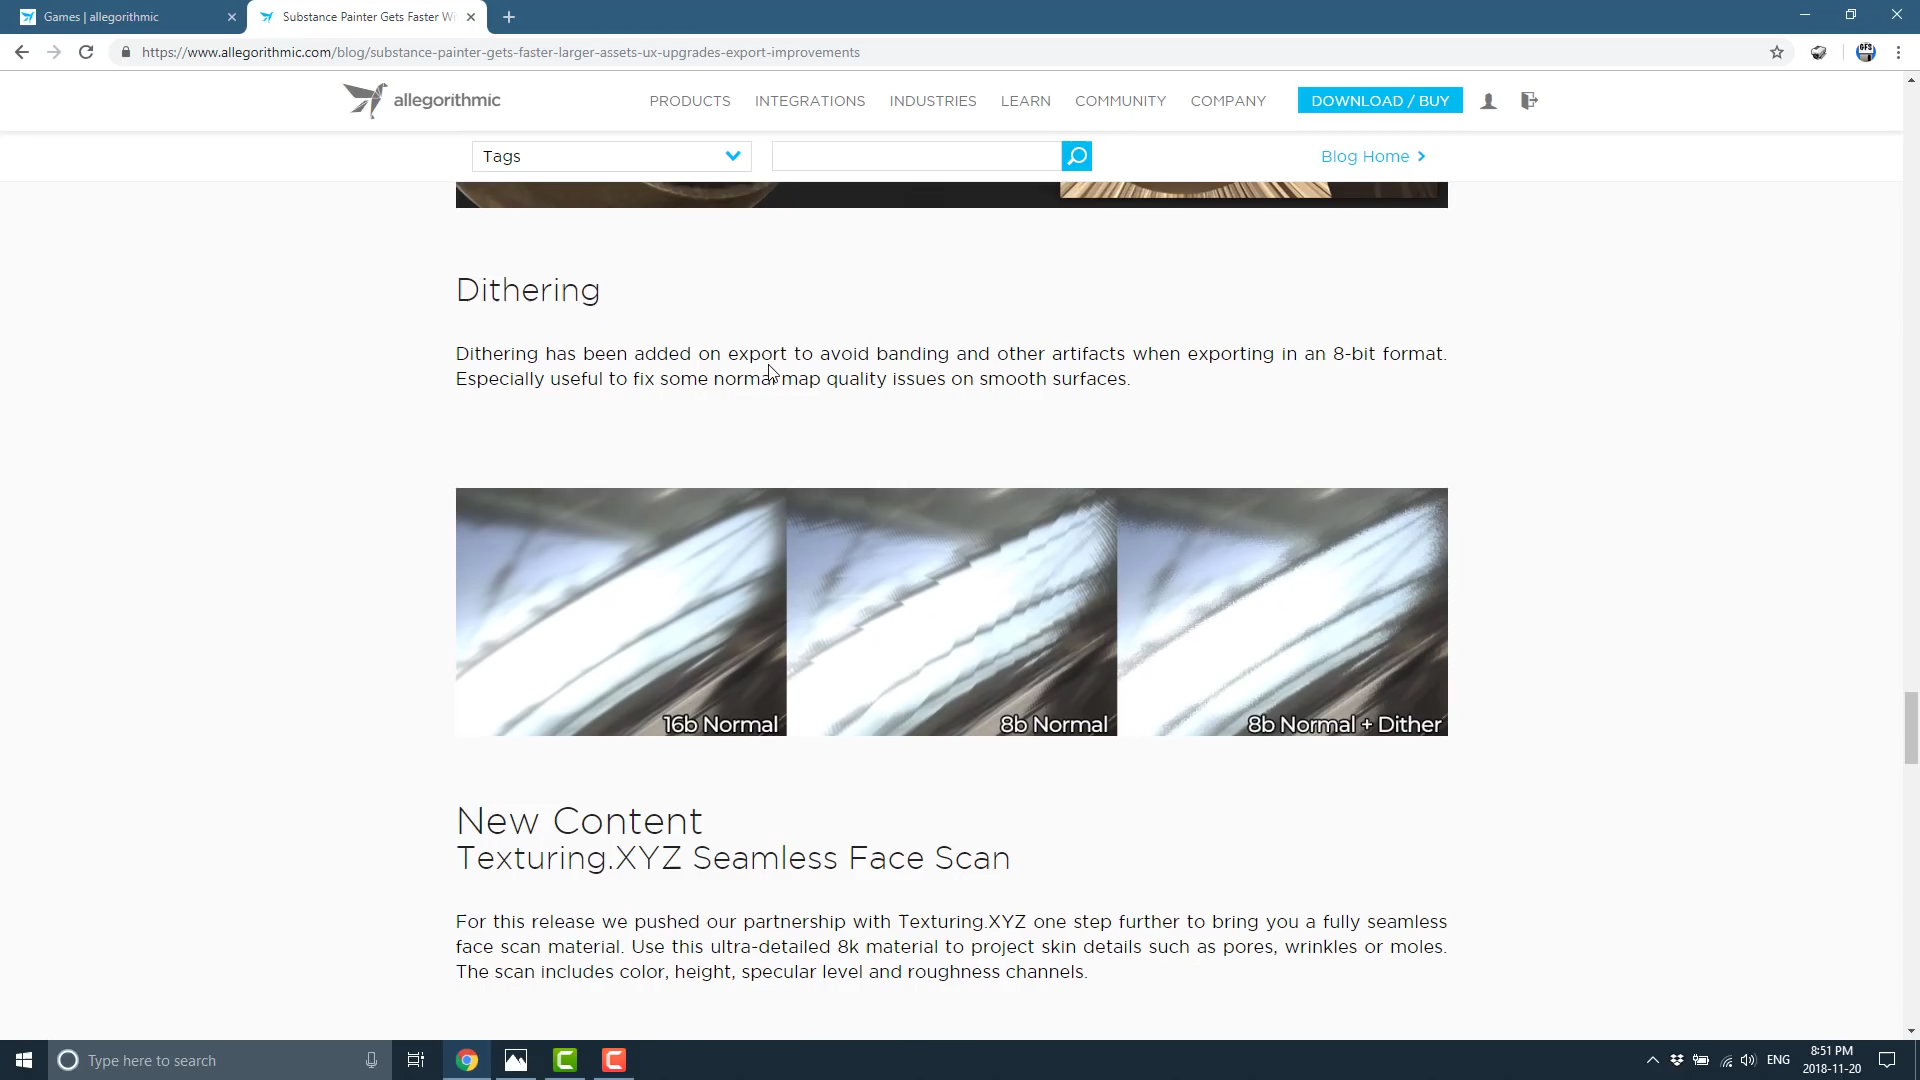 Games | allegorithmic
Substance Painter Gets Faster Wi
https://www.allegorithmic.com/blog/substance-painter-gets-faster-larger-assets-ux-upgrades-export-improvements
GFS
allegorithmic
PRODUCTS INTEGRATIONS INDUSTRIES LEARN COMMUNITY COMPANY DOWNLOAD / BUY
Tags
Blog Home
Dithering
Dithering has been added on export to avoid banding and other artifacts when exporting in an 8-bit format.
Especially useful to fix some normal map quality issues on smooth surfaces.
16b Normal
8b Normal
8b Normal + Dither
New Content
Texturing.XYZ Seamless Face Scan
For this release we pushed our partnership with Texturing.XYZ one step further to bring you a fully seamless
face scan material. Use this ultra-detailed 8k material to project skin details such as pores, wrinkles or moles.
The scan includes color, height, specular level and roughness channels.
Type here to search
ENG
8:51 PM
2018-11-20